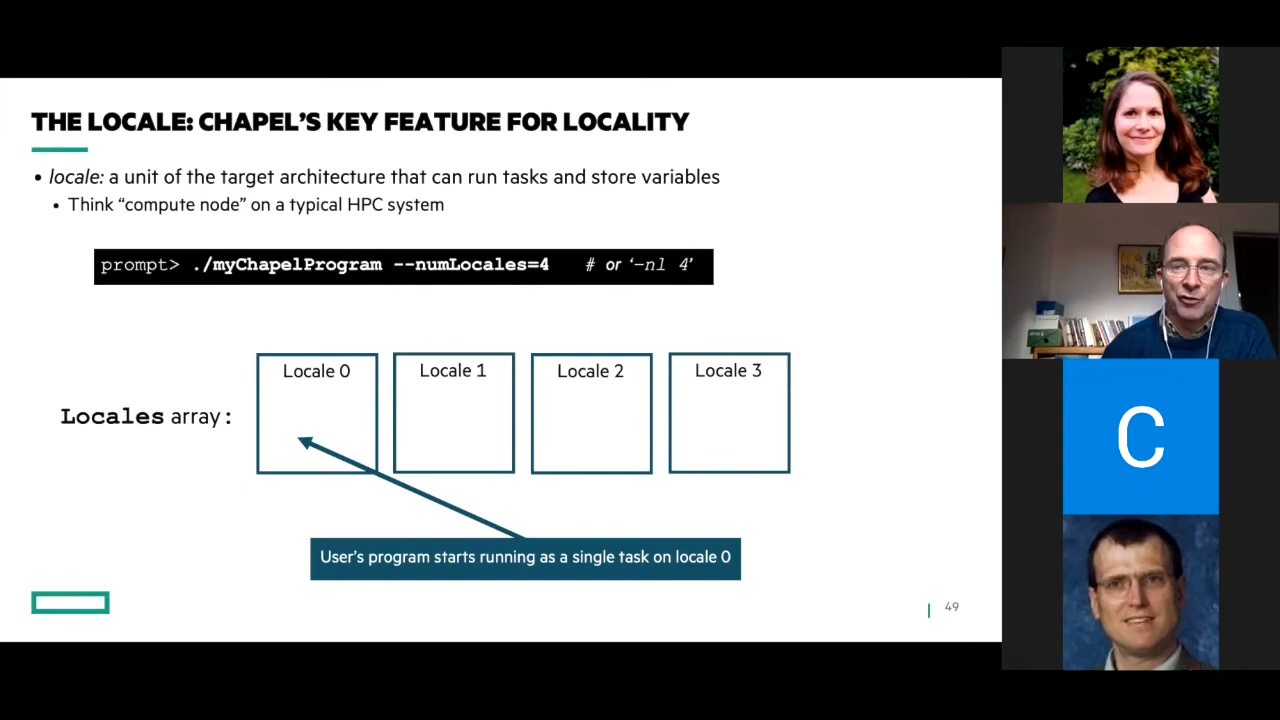 THE LOCALE: CHAPEL'S KEY FEATURE FOR LOCALITY
• locale: a unit of the target architecture that can run tasks and store variables
• Think “compute node” on a typical HPC system
prompt> ./myChapelProgram --numLocales=4 # or ‘-nl 4’
Locale 0
Locale 1
Locale 2
Locale 3
Locales array:
User's program starts running as a single task on locale 0
49
C